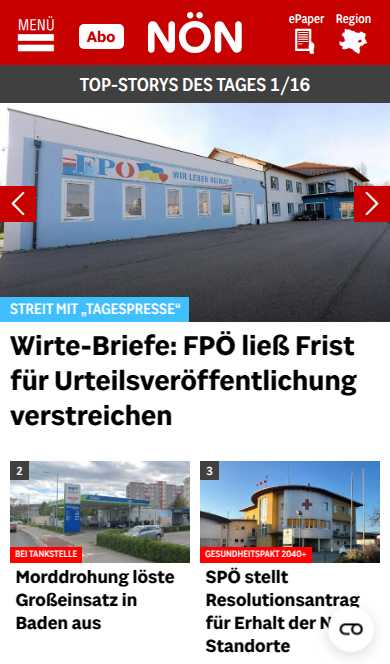 MENÜ
Abo
NÖN
ePaper
Region
TOP-STORYS DES TAGES 1/16
FPÖ
WIR LEBEN HEIMAT
STREIT MIT „TAGESPRESSE“
Wirte-Briefe: FPÖ ließ Frist
für Urteilsveröffentlichung
verstreichen
2
BEI TANKSTELLE
Morddrohung löste
Großeinsatz in
Baden aus
3
GESUNDHEITSPAKT 2040+
SPÖ stellt
Resolutionsantrag
für Erhalt der
Standorte